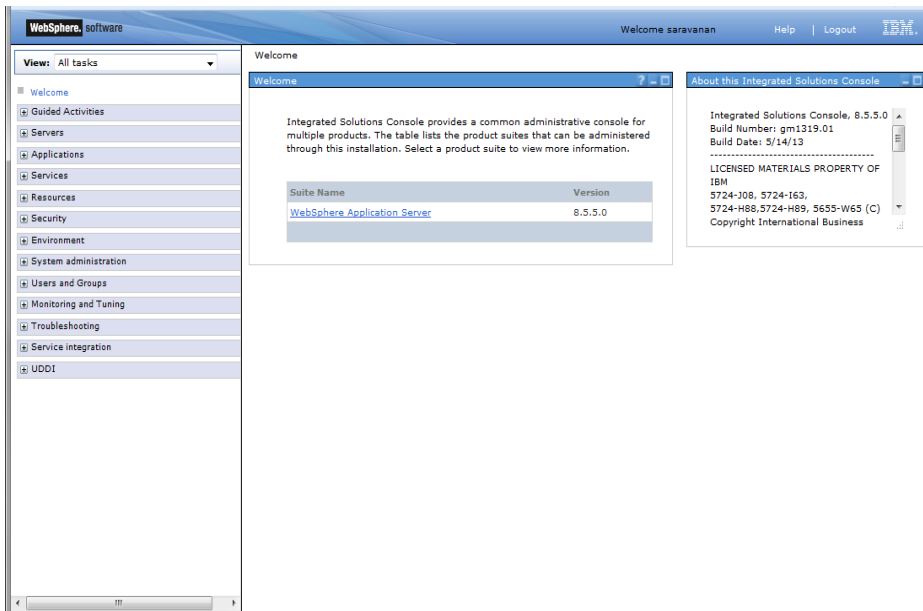 WebSphere. software
Welcome saravanan
Help | Logout
IBM.
View: All tasks
Welcome
Guided Activities
Servers
Applications
Services
Resources
Security
Environment
System administration
Users and Groups
Monitoring and Tuning
Troubleshooting
Service integration
UDDI
Welcome
Welcome
Integrated Solutions Console provides a common administrative console for
multiple products. The table lists the product suites that can be administered
through this installation. Select a product suite to view more information.
Suite Name Version
WebSphere Application Server 8.5.5.0
About this Integrated Solutions Console
Integrated Solutions Console, 8.5.5.0
Build Number: gm1319.01
Build Date: 5/14/13
----------------------------------------
LICENSED MATERIALS PROPERTY OF
IBM
5724-J08, 5724-I63,
5724-H88,5724-H89, 5655-W65 (C)
Copyright International Business